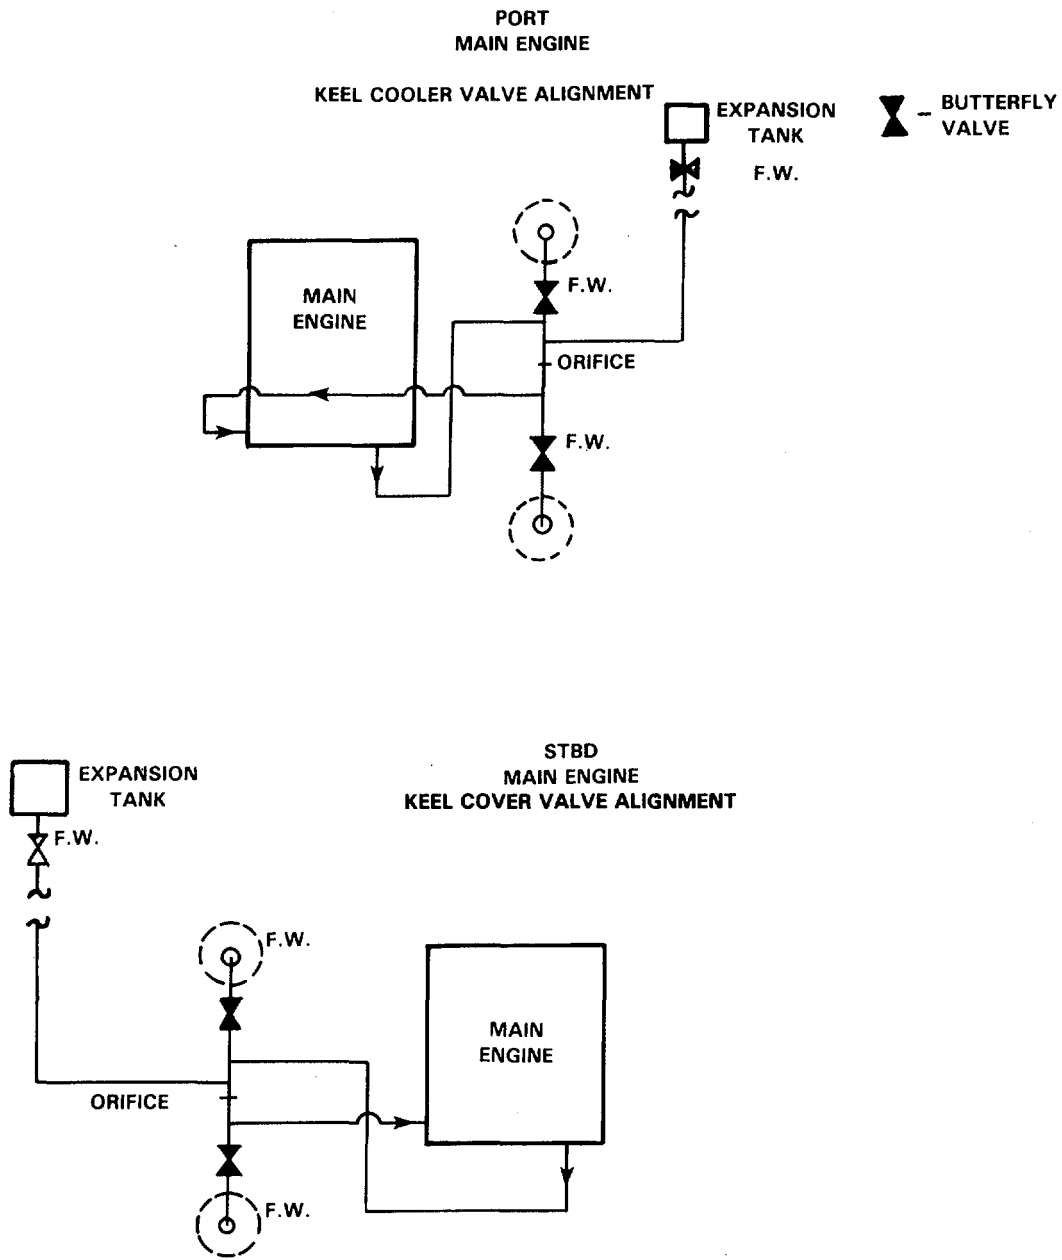 PORT
MAIN ENGINE
KEEL COOLER VALVE ALIGNMENT
EXPANSION
TANK
BUTTERFLY
VALVE
F.W.
F.W.
MAIN
ENGINE
ORIFICE
F.W.
STBD
MAIN ENGINE
KEEL COVER VALVE ALIGNMENT
EXPANSION
TANK
F.W.
F.W.
MAIN
ENGINE
ORIFICE
F.W.